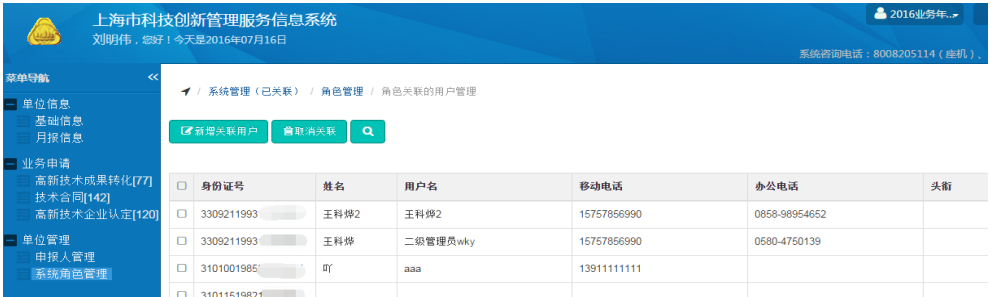 上海市科技创新管理服务信息系统
2016业务年...
刘明伟，您好！今天是2016年07月16日
系统咨询电话：8008205114（座机）、
菜单导航 <<
/ 系统管理（已关联） / 角色管理 / 角色关联的用户管理
单位信息
基础信息
月报信息
新增关联用户 取消关联
业务申请
高新技术成果转化[77]
技术合同[142]
高新技术企业认定[120]
单位管理
申报人管理
系统角色管理
身份证号 姓名 用户名 移动电话 办公电话 头衔
3309211993 王科烨2 王科烨2 15757856990 0858-98954652
3309211993 王科烨 二级管理员wky 15757856990 0580-4750139
3101001985 吖 aaa 13911111111
31011519821